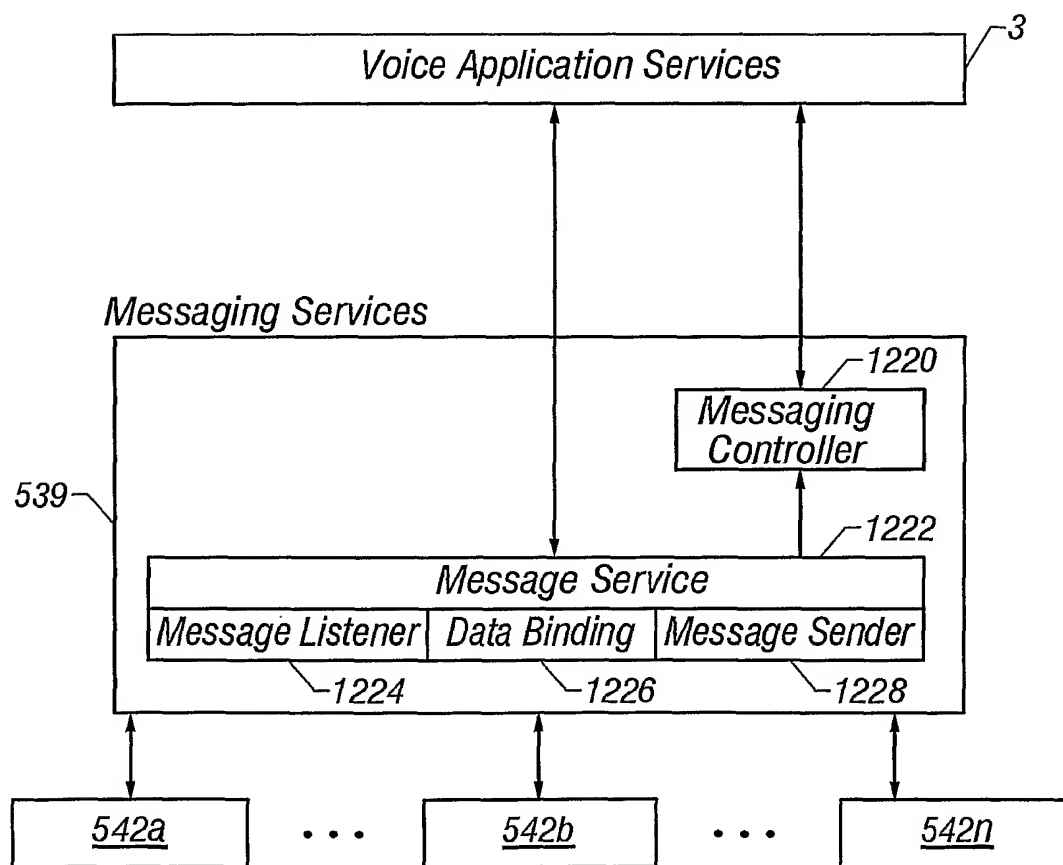 3
Voice Application Services
Messaging Services
1220
Messaging
Controller
539
1222
Message Service
Message Listener Data Binding Message Sender
1224 1226 1228
542a • • • 542b • • • 542n